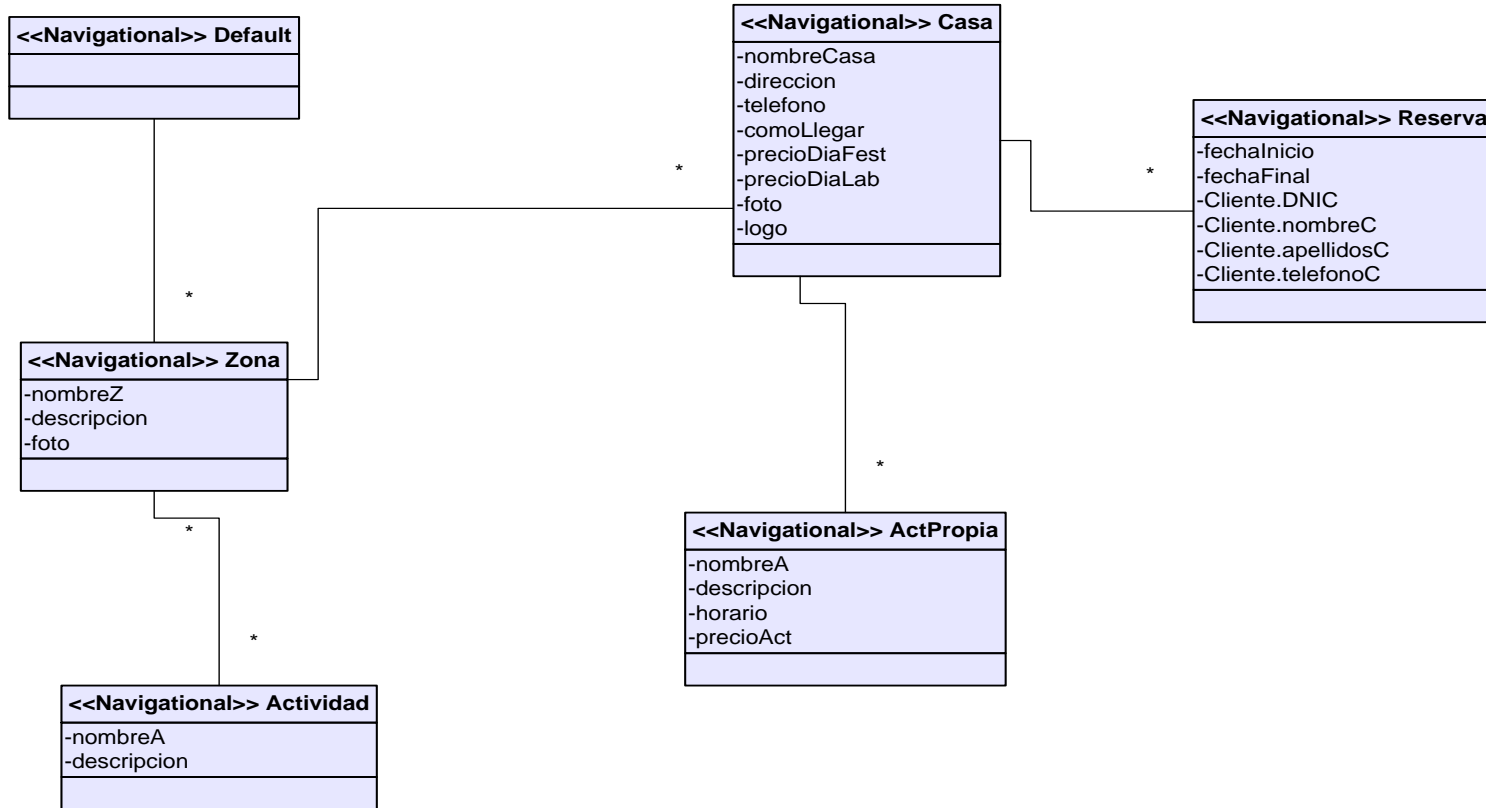 <<Navigational>> Default
<<Navigational>> Casa
-nombreCasa
-direccion
-telefono
-comoLlegar
-precioDiaFest
-precioDiaLab
-foto
-logo
<<Navigational>> Reserva
-fechaInicio
-fechaFinal
-Cliente.DNIC
-Cliente.nombreC
-Cliente.apellidosC
-Cliente.telefonoC
*
*
*
<<Navigational>> Zona
-nombreZ
-descripcion
-foto
*
*
<<Navigational>> ActPropia
-nombreA
-descripcion
-horario
-precioAct
*
<<Navigational>> Actividad
-nombreA
-descripcion